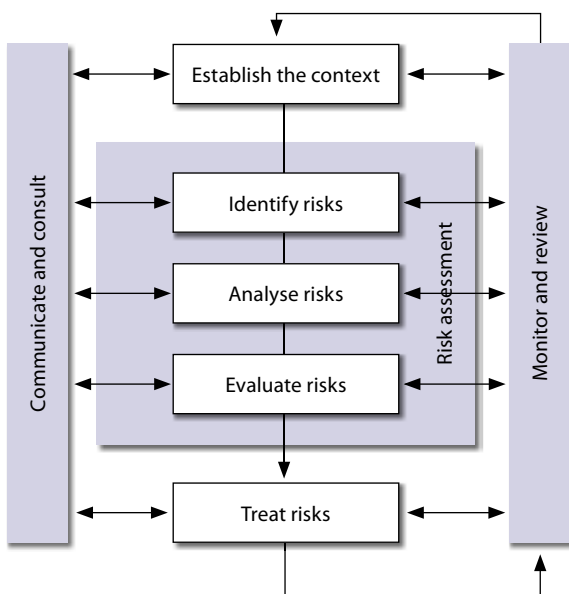 Establish the context
Communicate and consult
Identify risks
Analyse risks
Evaluate risks
Risk assessment
Monitor and review
Treat risks